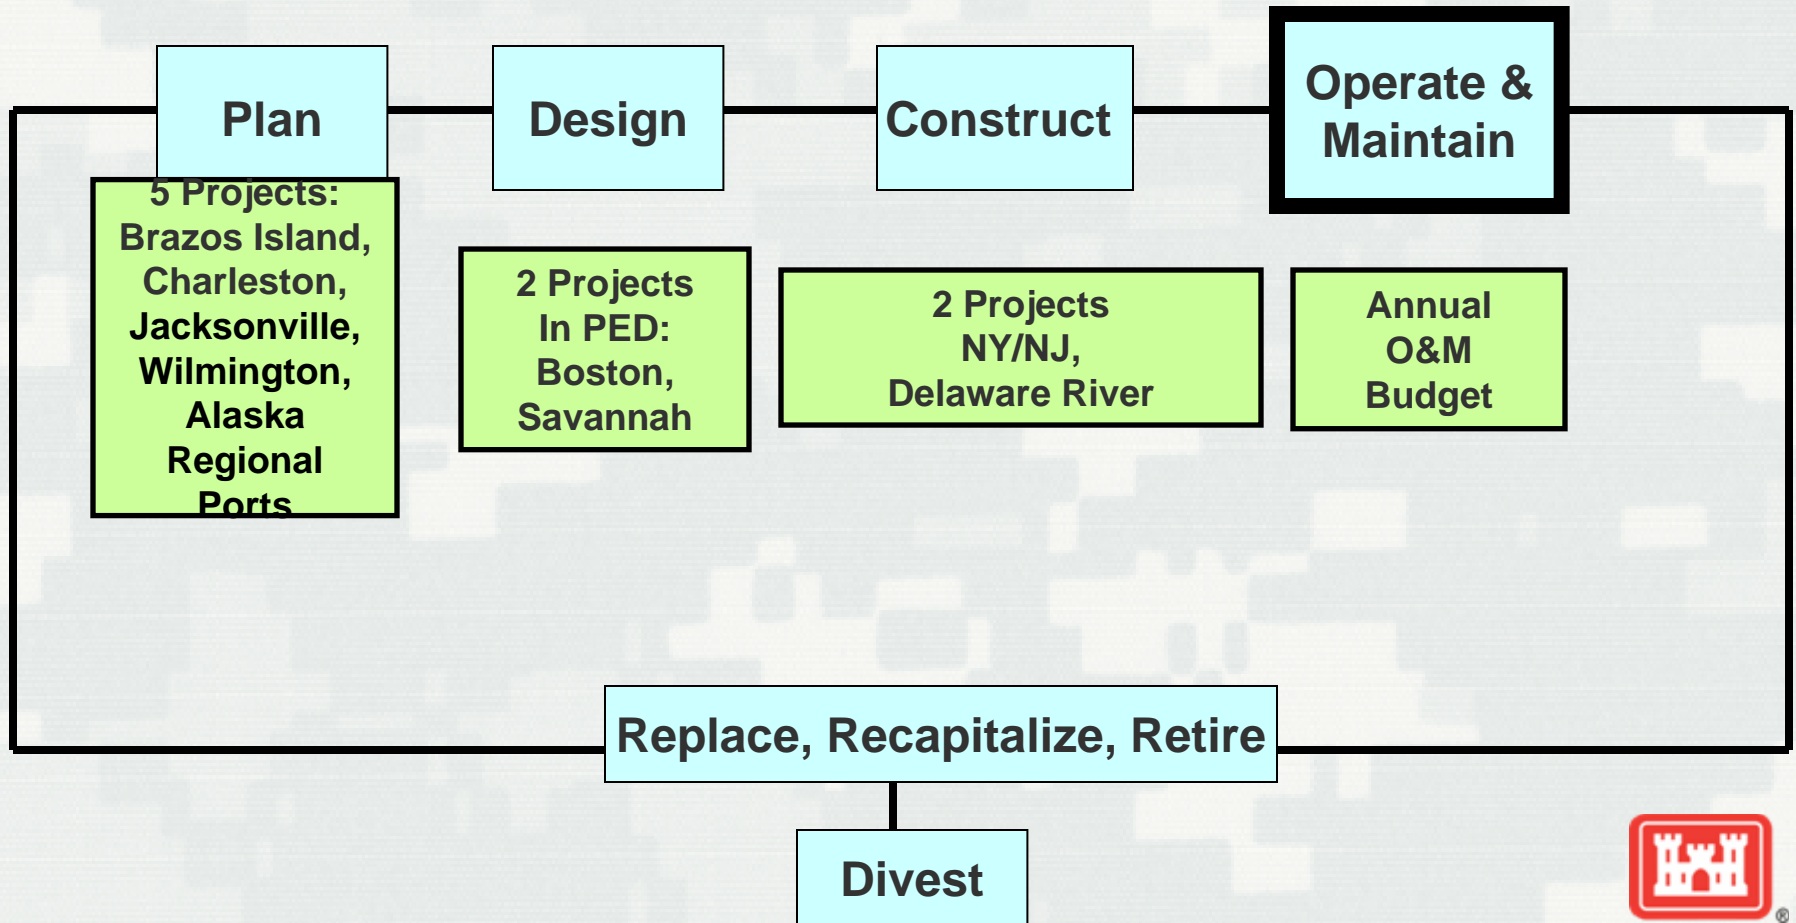 Plan
Design
Construct
Operate &
Maintain
5 Projects:
Brazos Island,
Charleston,
Jacksonville,
Wilmington,
Alaska
Regional
Ports
2 Projects
In PED:
Boston,
Savannah
2 Projects
NY/NJ,
Delaware River
Annual
O&M
Budget
Replace, Recapitalize, Retire
Divest
®